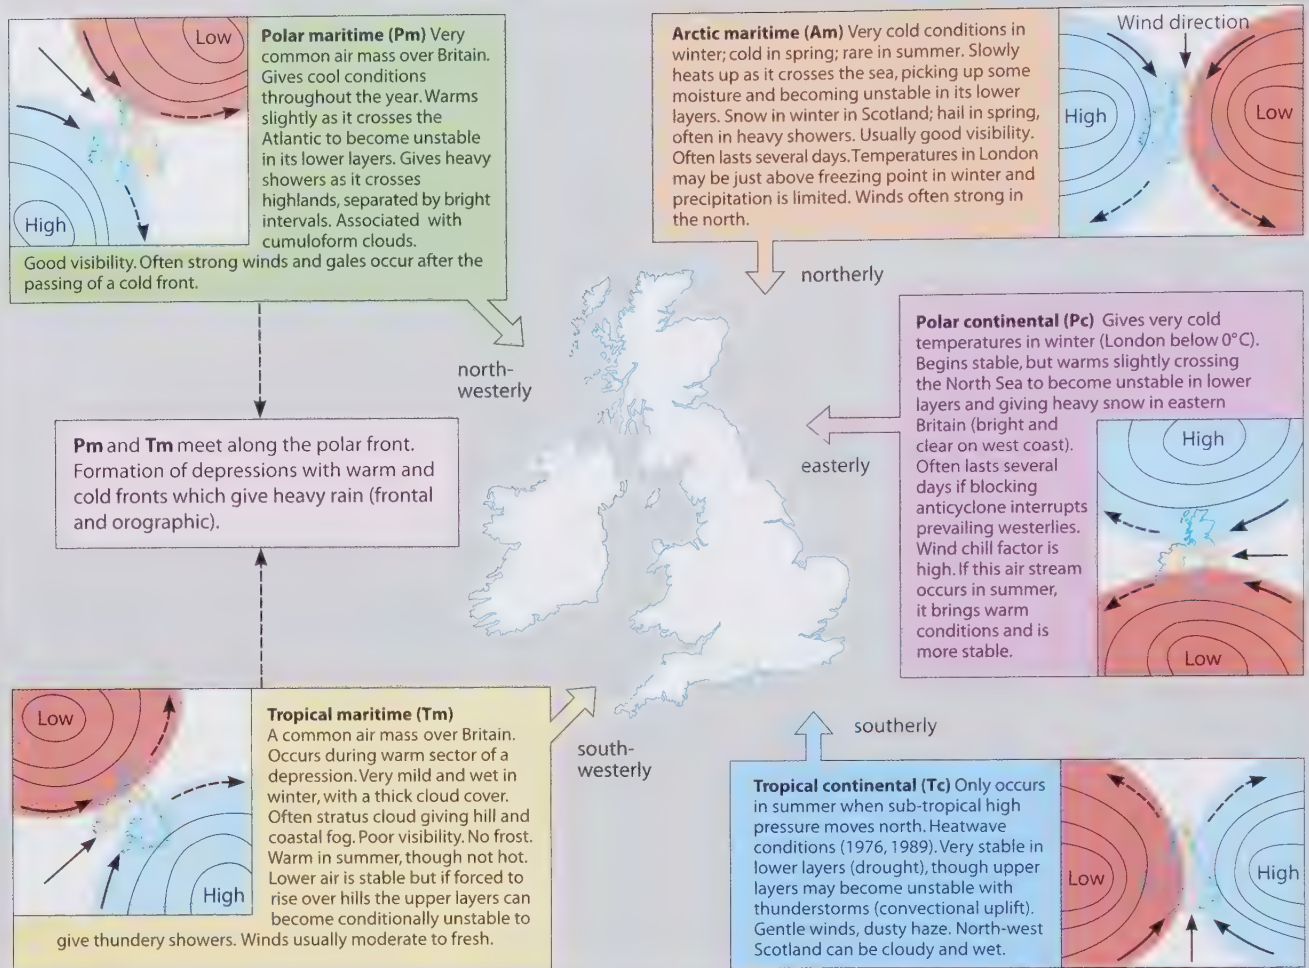 Low
High
Polar maritime (Pm) Very
common air mass over Britain.
Gives cool conditions
throughout the year. Warms
slightly as it crosses the
Atlantic to become unstable
in its lower layers. Gives heavy
showers as it crosses
highlands, separated by bright
intervals. Associated with
cumuloform clouds.
Good visibility. Often strong winds and gales occur after the
passing of a cold front.
Arctic maritime (Am) Very cold conditions in
winter; cold in spring; rare in summer. Slowly
heats up as it crosses the sea, picking up some
moisture and becoming unstable in its lower
layers. Snow in winter in Scotland; hail in spring,
often in heavy showers. Usually good visibility.
Often lasts several days. Temperatures in London
may be just above freezing point in winter and
precipitation is limited. Winds often strong in
the north.
Wind direction
High
Low
northerly
north-
westerly
Polar continental (Pc) Gives very cold
temperatures in winter (London below 0°C).
Begins stable, but warms slightly crossing
the North Sea to become unstable in lower
layers and giving heavy snow in eastern
Britain (bright and
clear on west coast).
Often lasts several
days if blocking
anticyclone interrupts
prevailing westerlies.
Wind chill factor is
high. If this air stream
occurs in summer,
it brings warm
conditions and is
more stable.
High
Low
easterly
Pm and Tm meet along the polar front.
Formation of depressions with warm and
cold fronts which give heavy rain (frontal
and orographic).
Low
High
Tropical maritime (Tm)
A common air mass over Britain.
Occurs during warm sector of a
depression. Very mild and wet in
winter, with a thick cloud cover.
Often stratus cloud giving hill and
coastal fog. Poor visibility. No frost.
Warm in summer, though not hot.
Lower air is stable but if forced to
rise over hills the upper layers can
become conditionally unstable to
give thundery showers. Winds usually moderate to fresh.
south-
westerly
southerly
Tropical continental (Tc) Only occurs
in summer when sub-tropical high
pressure moves north. Heatwave
conditions (1976, 1989). Very stable in
lower layers (drought), though upper
layers may become unstable with
thunderstorms (convectional uplift).
Gentle winds, dusty haze. North-west
Scotland can be cloudy and wet.
Low
High